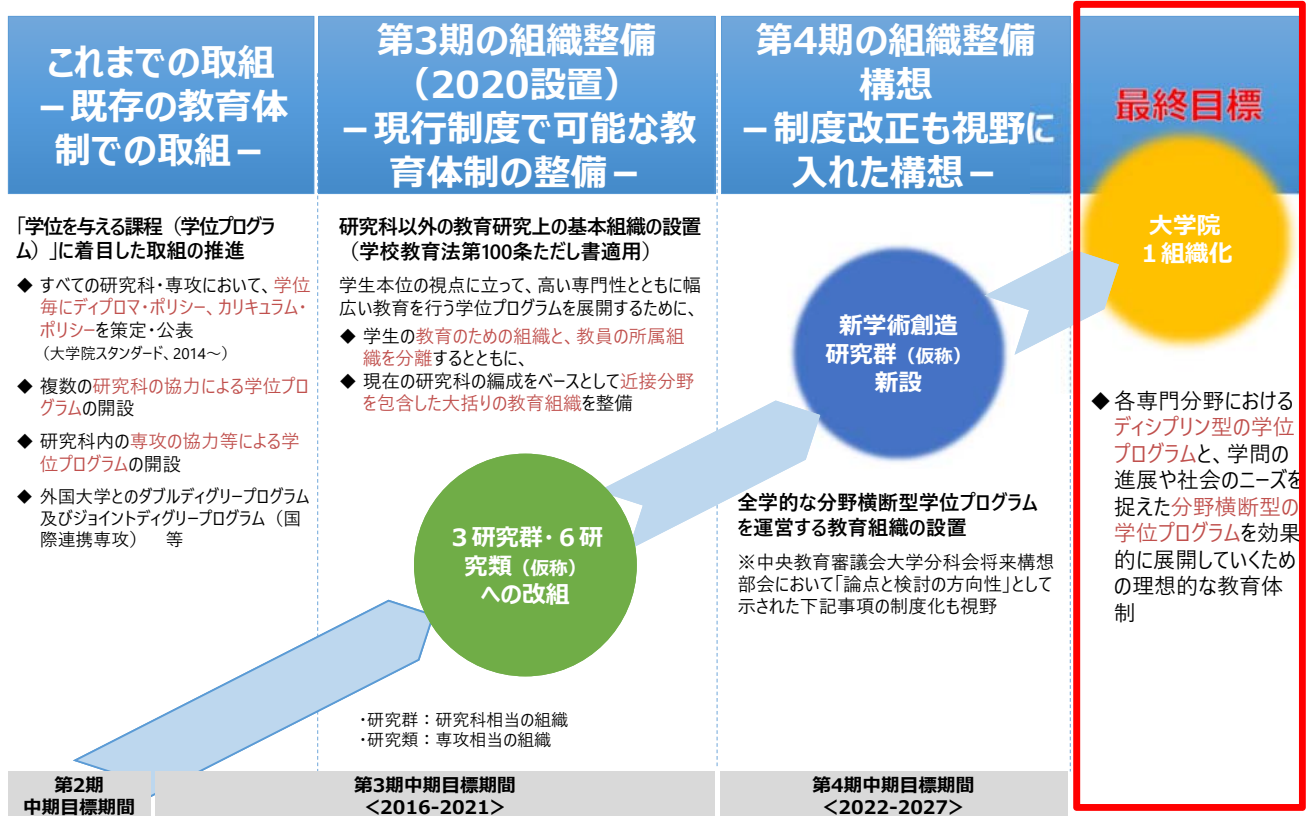 これまでの取組
－既存の教育体
制での取組－
第3期の組織整備
（2020設置）
－現行制度で可能な教
育体制の整備－
第4期の組織整備
構想
－制度改正も視野に
入れた構想－
最終目標
「学位を与える課程（学位プログラ
ム）」に着目した取組の推進
◆ すべての研究科・専攻において、学位
毎にディプロマ・ポリシー、カリキュラム・
ポリシーを策定・公表
（大学院スタンダード、2014～）
◆ 複数の研究科の協力による学位プロ
グラムの開設
◆ 研究科内の専攻の協力等による学
位プログラムの開設
◆ 外国大学とのダブルディグリープログラム
及びジョイントディグリープログラム（国
際連携専攻） 等
研究科以外の教育研究上の基本組織の設置
（学校教育法第100条ただし書適用）
学生本位の視点に立って、高い専門性とともに幅
広い教育を行う学位プログラムを展開するために、
◆ 学生の教育のための組織と、教員の所属組
織を分離するとともに、
◆ 現在の研究科の編成をベースとして近接分野
を包含した大括りの教育組織を整備
３研究群・６研
究類（仮称）
への改組
・研究群：研究科相当の組織
・研究類：専攻相当の組織
新学術創造
研究群（仮称）
新設
全学的な分野横断型学位プログラム
を運営する教育組織の設置
※中央教育審議会大学分科会将来構想
部会において「論点と検討の方向性」として
示された下記事項の制度化も視野
大学院
１組織化
◆ 各専門分野における
ディシプリン型の学位
プログラムと、学問の
進展や社会のニーズを
捉えた分野横断型の
学位プログラムを効果
的に展開していくため
の理想的な教育体
制
第2期
中期目標期間
第3期中期目標期間
<2016-2021>
第4期中期目標期間
<2022-2027>